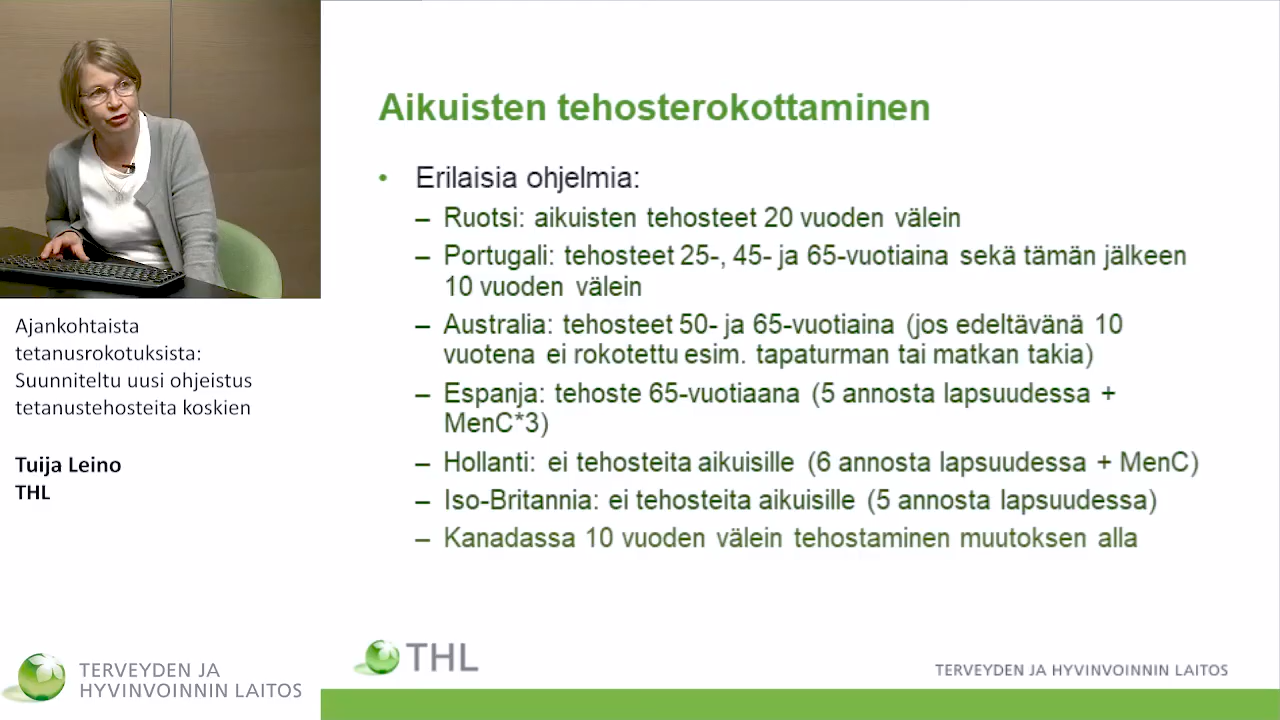 Ajankohtaista
tetanusrokotuksista:
Suunniteltu uusi ohjeistus
tetanustehosteita koskien
Tuija Leino
THL
TERVEYDEN JA
HYVINVOINNIN LAITOS
Aikuisten tehosterokottaminen
• Erilaisia ohjelmia:
– Ruotsi: aikuisten tehosteet 20 vuoden välein
– Portugali: tehosteet 25-, 45- ja 65-vuotiaina sekä tämän jälkeen
10 vuoden välein
– Australia: tehosteet 50- ja 65-vuotiaina (jos edeltävänä 10
vuotena ei rokotettu esim. tapaturman tai matkan takia)
– Espanja: tehoste 65-vuotiaana (5 annosta lapsuudessa +
MenC*3)
– Hollanti: ei tehosteita aikuisille (6 annosta lapsuudessa + MenC)
– Iso-Britannia: ei tehosteita aikuisille (5 annosta lapsuudessa)
– Kanadassa 10 vuoden välein tehostaminen muutoksen alla
THL
TERVEYDEN JA HYVINVOINNIN LAITOS